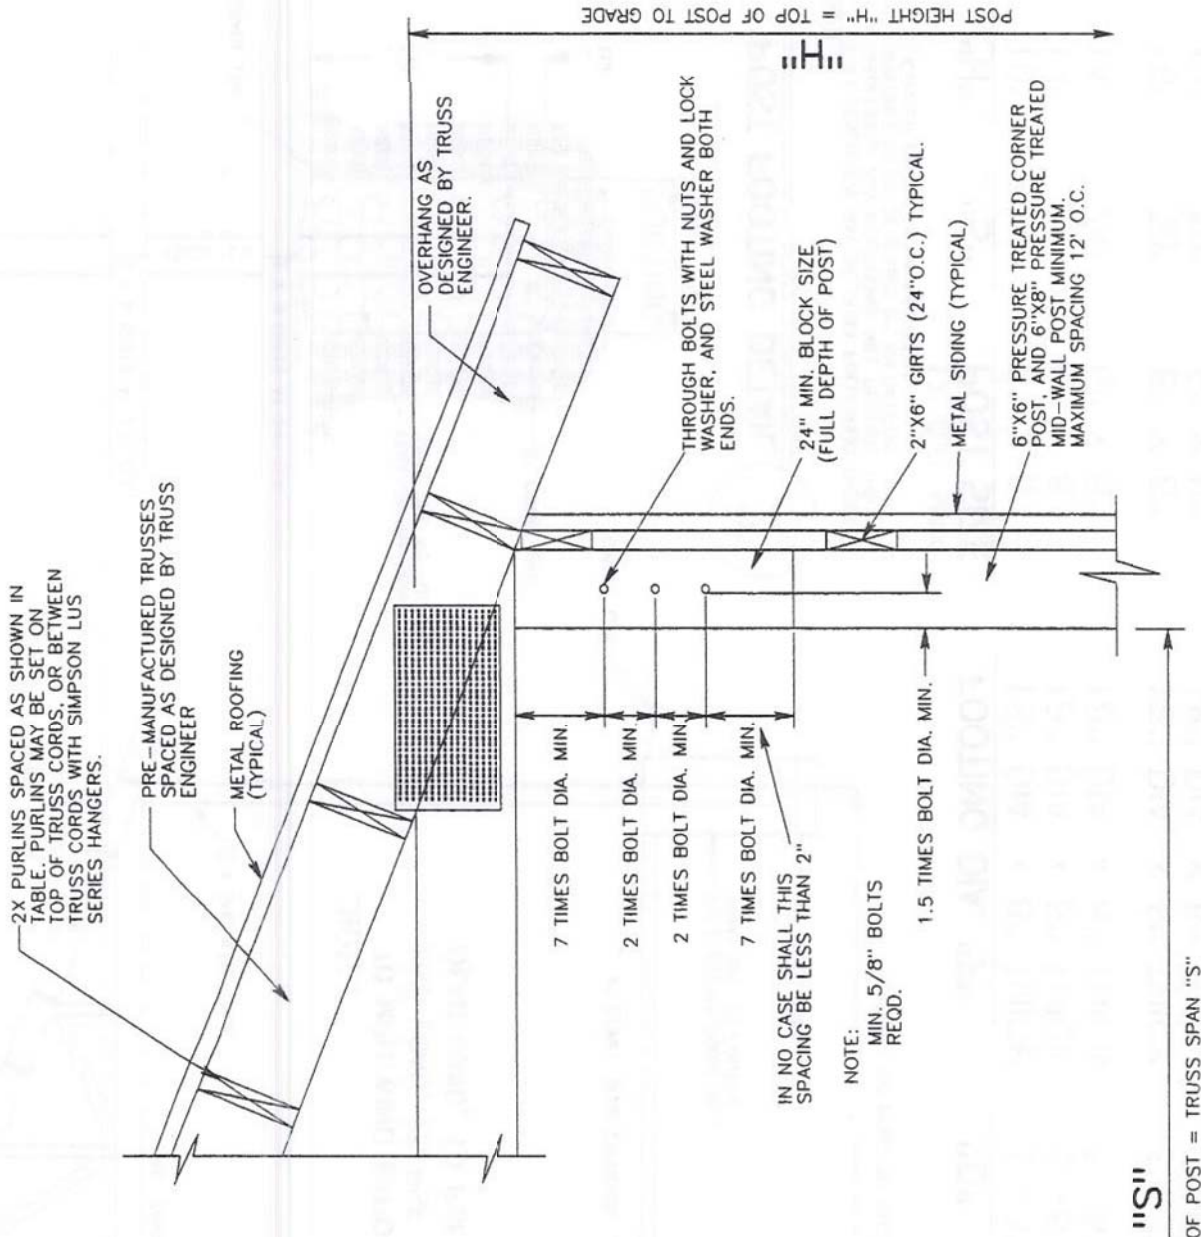 2X PURLINS SPACED AS SHOWN IN
TABLE. PURLINS MAY BE SET ON
TOP OF TRUSS CORDS, OR BETWEEN
TRUSS CORDS WITH SIMPSON LUS
SERIES HANGERS.
PRE-MANUFACTURED TRUSSES
SPACED AS DESIGNED BY TRUSS
ENGINEER
METAL ROOFING
(TYPICAL)
OVERHANG AS
DESIGNED BY TRUSS
ENGINEER.
POST HEIGHT "H" = TOP OF POST TO GRADE
"H"
THROUGH BOLTS WITH NUTS AND LOCK
WASHER, AND STEEL WASHER BOTH
ENDS.
24" MIN. BLOCK SIZE
(FULL DEPTH OF POST)
2"X6" GIRTS (24"O.C.) TYPICAL.
METAL SIDING (TYPICAL)
6"X6" PRESSURE TREATED CORNER
POST, AND 6"X8" PRESSURE TREATED
MID-WALL POST MINIMUM.
MAXIMUM SPACING 12' O.C.
7 TIMES BOLT DIA. MIN.
2 TIMES BOLT DIA. MIN.
2 TIMES BOLT DIA. MIN.
7 TIMES BOLT DIA. MIN.
IN NO CASE SHALL THIS
SPACING BE LESS THAN 2"
NOTE:
MIN. 5/8" BOLTS
REQD.
1.5 TIMES BOLT DIA. MIN.
"S"
OF POST = TRUSS SPAN "S"
POST FOOTING DETAIL
FOOTING DIA.